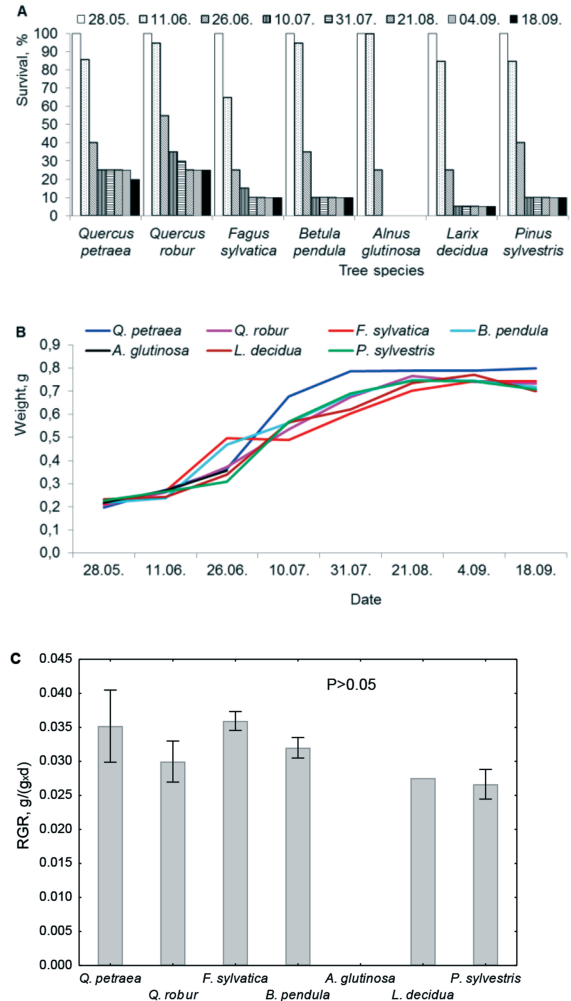 A
28.05. 11.06. 26.06. 10.07. 31.07. 21.08. 04.09. 18.09.
Survival, %
100
90
80
70
60
50
40
30
20
10
0
Quercus petraea
Quercus robur
Fagus sylvatica
Betula pendula
Alnus glutinosa
Larix decidua
Pinus sylvestris
Tree species
B
Q. petraea Q. robur F. sylvatica B. pendula
A. glutinosa L. decidua P. sylvestris
Weight, g
0,9
0,8
0,7
0,6
0,5
0,4
0,3
0,2
0,1
0,0
28.05. 11.06. 26.06. 10.07. 31.07. 21.08. 4.09. 18.09.
Date
C
P>0.05
RGR, g/(gxd)
0.045
0.040
0.035
0.030
0.025
0.020
0.015
0.010
0.005
0.000
Q. petraea F. sylvatica A. glutinosa P. sylvestris
Q. robur B. pendula L. decidua